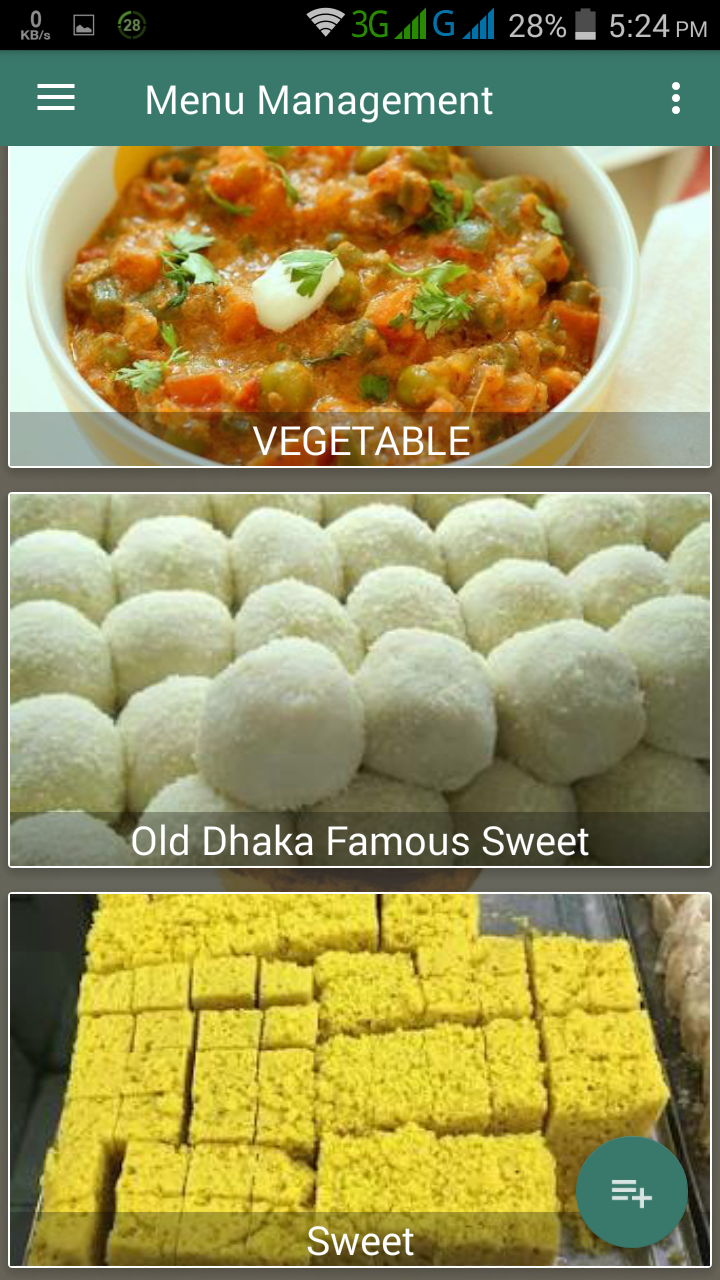 0
KB/s
28
3G
G
28%
5:24 PM
Menu Management
VEGETABLE
Old Dhaka Famous Sweet
Sweet